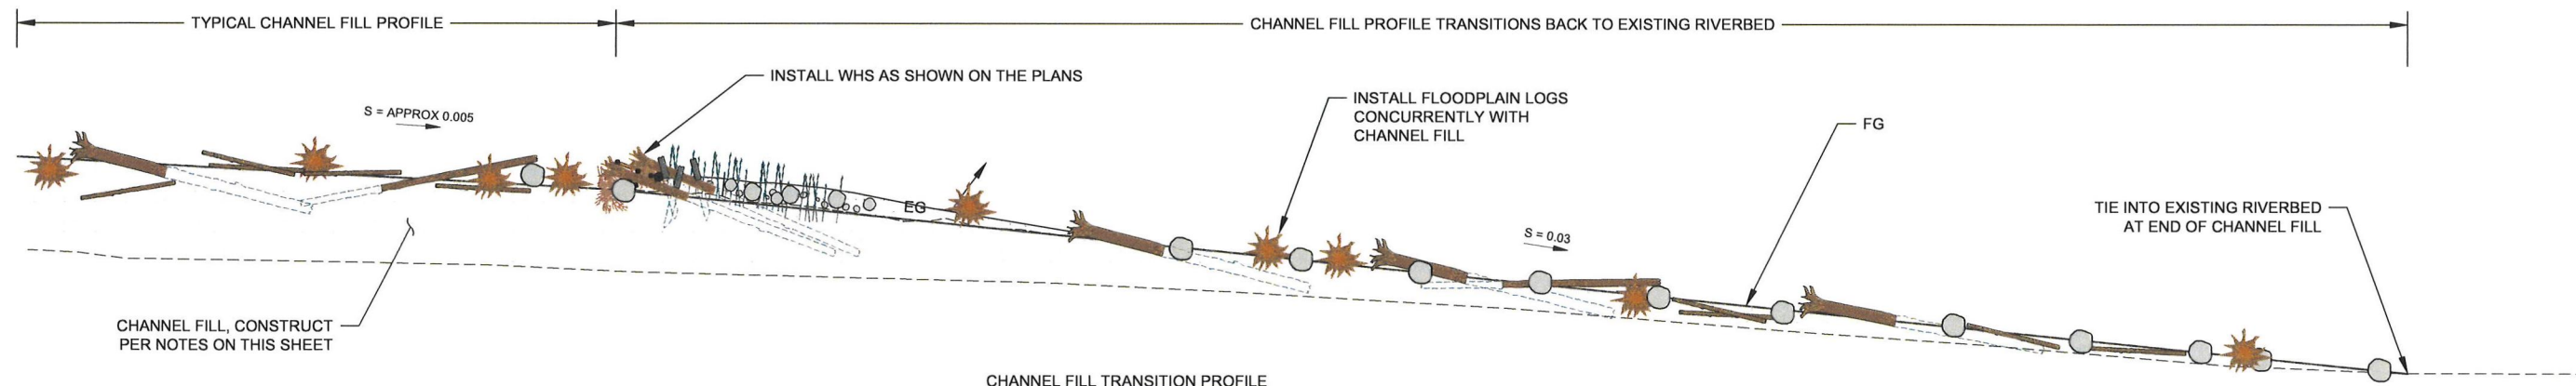 TYPICAL CHANNEL FILL PROFILE
CHANNEL FILL PROFILE TRANSITIONS BACK TO EXISTING RIVERBED
INSTALL WHS AS SHOWN ON THE PLANS
INSTALL FLOODPLAIN LOGS
CONCURRENTLY WITH
CHANNEL FILL
FG
S = APPROX 0.005
EG
TIE INTO EXISTING RIVERBED
AT END OF CHANNEL FILL
S = 0.03
CHANNEL FILL, CONSTRUCT
PER NOTES ON THIS SHEET
CHANNEL FILL TRANSITION PROFILE